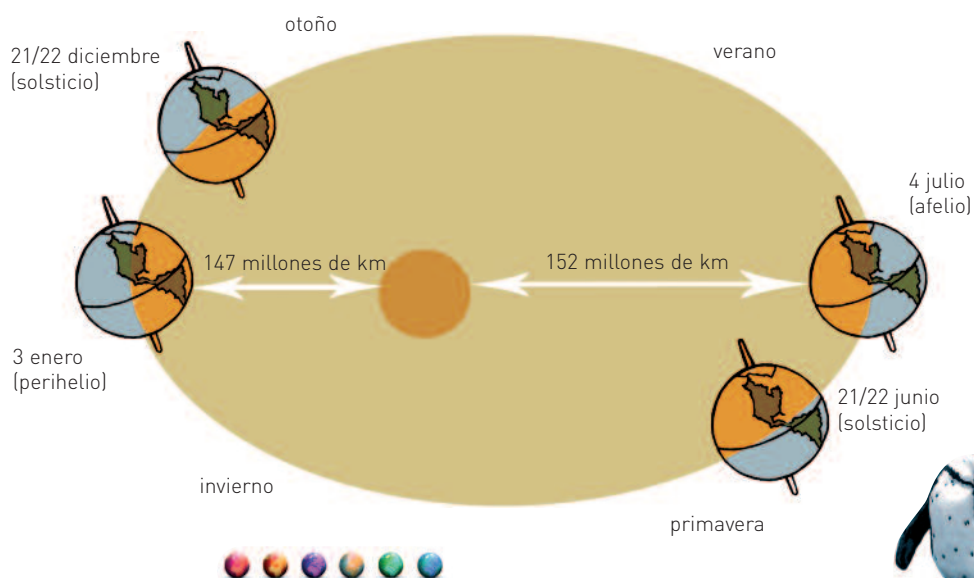 otoño
verano
21/22 diciembre
(solsticio)
4 julio
(afelio)
147 millones de km
152 millones de km
3 enero
(perihelio)
21/22 junio
(solsticio)
invierno
primavera